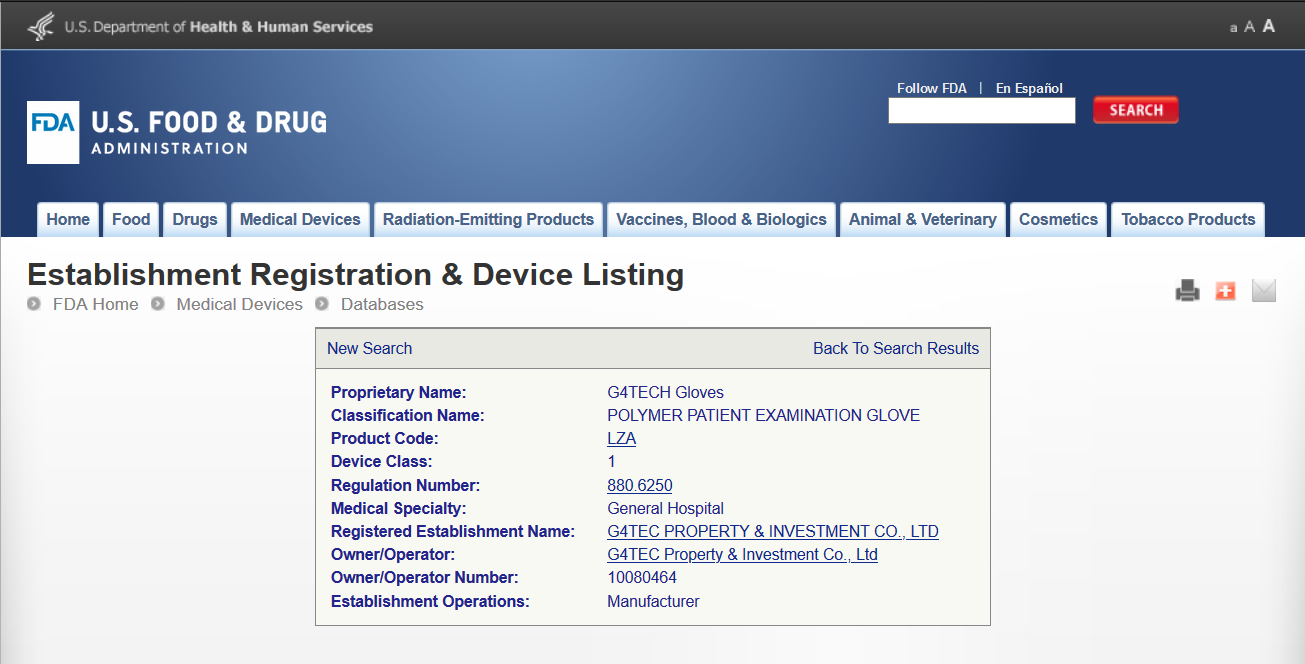 U.S. Department of Health & Human Services
a A A
Follow FDA | En Español
FDA U.S. FOOD & DRUG
ADMINISTRATION
SEARCH
Home Food Drugs Medical Devices Radiation-Emitting Products Vaccines, Blood & Biologics Animal & Veterinary Cosmetics Tobacco Products
Establishment Registration & Device Listing
FDA Home Medical Devices Databases
New Search Back To Search Results
Proprietary Name: G4TECH Gloves
Classification Name: POLYMER PATIENT EXAMINATION GLOVE
Product Code: LZA
Device Class: 1
Regulation Number: 880.6250
Medical Specialty: General Hospital
Registered Establishment Name: G4TEC PROPERTY & INVESTMENT CO., LTD
Owner/Operator: G4TEC Property & Investment Co., Ltd
Owner/Operator Number: 10080464
Establishment Operations: Manufacturer